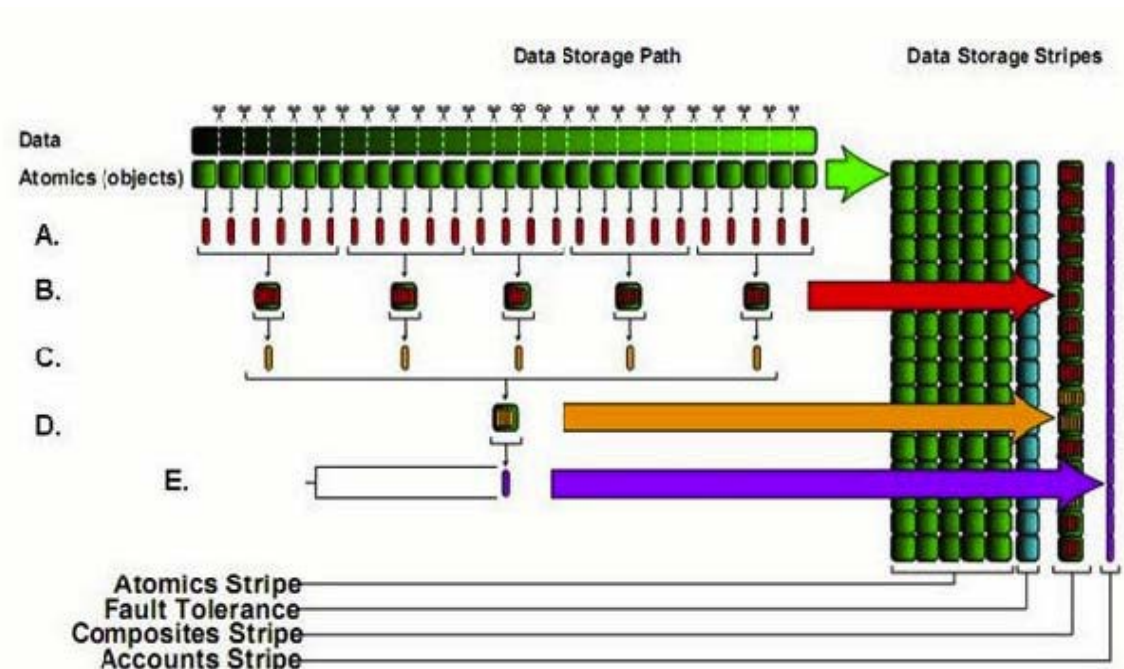 Data Storage Path
Data Storage Stripes
Data
Atomics (objects)
A.
B.
C.
D.
E.
Atomics Stripe
Fault Tolerance
Composites Stripe
Accounts Stripe